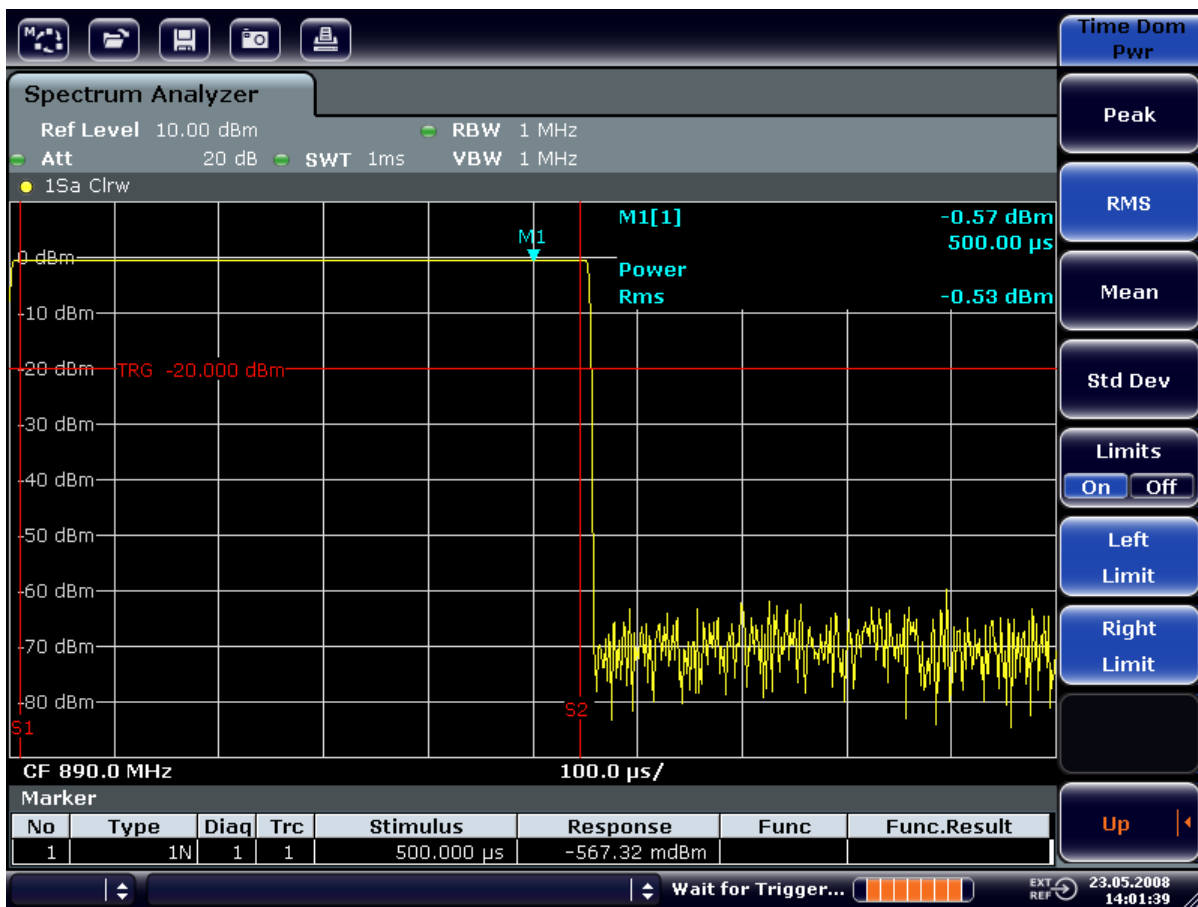 Time Dom
Pwr
Spectrum Analyzer
Ref Level 10.00 dBm RBW 1 MHz
Att 20 dB SWT 1ms VBW 1 MHz
1Sa Clrw
M1[1] -0.57 dBm
500.00 µs
M1
Power
Rms -0.53 dBm
0 dBm
-10 dBm
-20 dBm
TRG -20.000 dBm
-30 dBm
-40 dBm
-50 dBm
-60 dBm
-70 dBm
-80 dBm
S1
S2
CF 890.0 MHz 100.0 µs/
Marker
No Type Diaq Trc Stimulus Response Func Func.Result
1 1N 1 1 500.000 µs -567.32 mdBm
Wait for Trigger...
EXT
REF
23.05.2008
14:01:39
Peak
RMS
Mean
Std Dev
Limits
On Off
Left
Limit
Right
Limit
Up
M